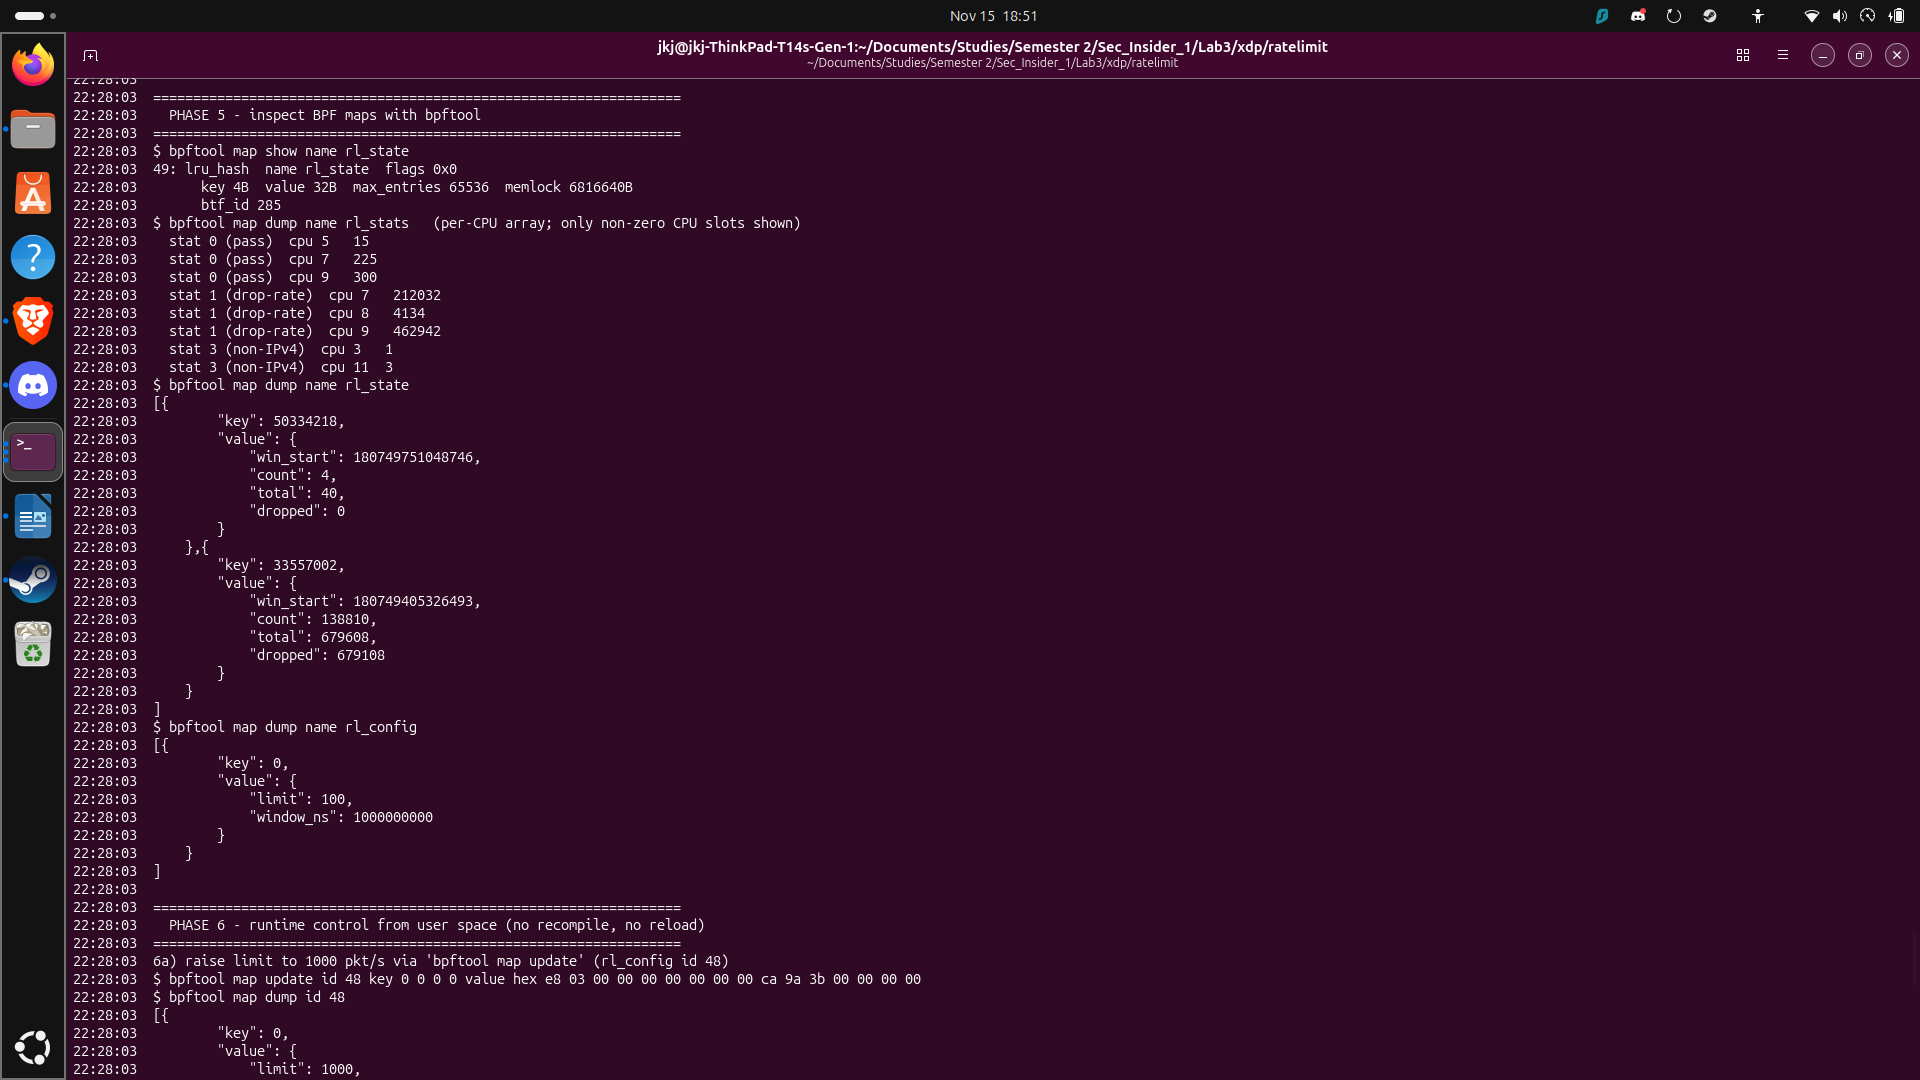 Nov 15  18:51
jkj@jkj-ThinkPad-T14s-Gen-1:~/Documents/Studies/Semester 2/Sec_Insider_1/Lab3/xdp/ratelimit
~/Documents/Studies/Semester 2/Sec_Insider_1/Lab3/xdp/ratelimit
22:28:03
22:28:03  ==================================================================
22:28:03    PHASE 5 - inspect BPF maps with bpftool
22:28:03  ==================================================================
22:28:03  $ bpftool map show name rl_state
22:28:03  49: lru_hash  name rl_state  flags 0x0
22:28:03        key 4B  value 32B  max_entries 65536  memlock 6816640B
22:28:03        btf_id 285
22:28:03  $ bpftool map dump name rl_stats   (per-CPU array; only non-zero CPU slots shown)
22:28:03    stat 0 (pass)  cpu 5   15
22:28:03    stat 0 (pass)  cpu 7   225
22:28:03    stat 0 (pass)  cpu 9   300
22:28:03    stat 1 (drop-rate)  cpu 7   212032
22:28:03    stat 1 (drop-rate)  cpu 8   4134
22:28:03    stat 1 (drop-rate)  cpu 9   462942
22:28:03    stat 3 (non-IPv4)  cpu 3   1
22:28:03    stat 3 (non-IPv4)  cpu 11  3
22:28:03  $ bpftool map dump name rl_state
22:28:03  [{
22:28:03          "key": 50334218,
22:28:03          "value": {
22:28:03              "win_start": 180749751048746,
22:28:03              "count": 4,
22:28:03              "total": 40,
22:28:03              "dropped": 0
22:28:03          }
22:28:03      },{
22:28:03          "key": 33557002,
22:28:03          "value": {
22:28:03              "win_start": 180749405326493,
22:28:03              "count": 138810,
22:28:03              "total": 679608,
22:28:03              "dropped": 679108
22:28:03          }
22:28:03      }
22:28:03  ]
22:28:03  $ bpftool map dump name rl_config
22:28:03  [{
22:28:03          "key": 0,
22:28:03          "value": {
22:28:03              "limit": 100,
22:28:03              "window_ns": 1000000000
22:28:03          }
22:28:03      }
22:28:03  ]
22:28:03
22:28:03  ==================================================================
22:28:03    PHASE 6 - runtime control from user space (no recompile, no reload)
22:28:03  ==================================================================
22:28:03  6a) raise limit to 1000 pkt/s via 'bpftool map update' (rl_config id 48)
22:28:03  $ bpftool map update id 48 key 0 0 0 0 value hex e8 03 00 00 00 00 00 00 00 ca 9a 3b 00 00 00 00
22:28:03  $ bpftool map dump id 48
22:28:03  [{
22:28:03          "key": 0,
22:28:03          "value": {
22:28:03              "limit": 1000,